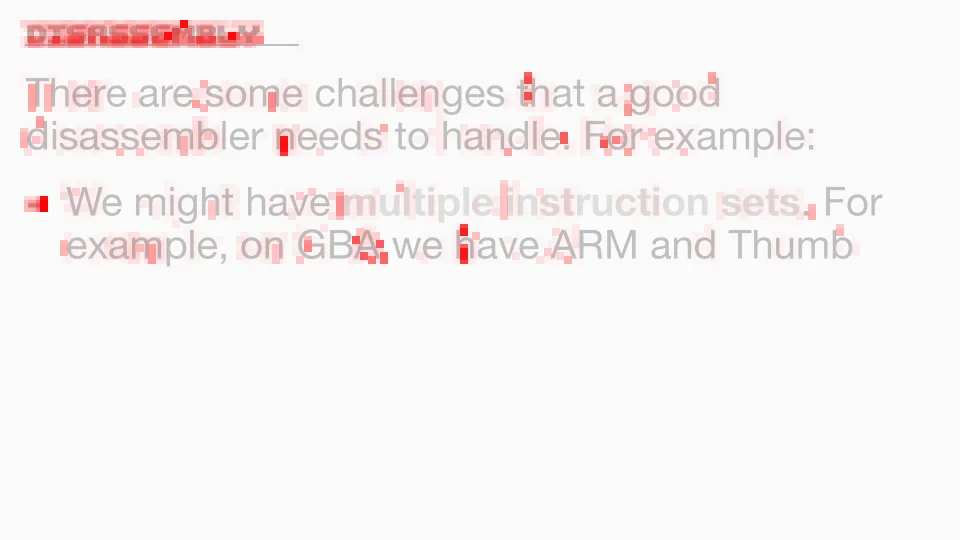 DISASSEMBLY
There are some challenges that a good
disassembler needs to handle. For example:
We might have multiple instruction sets. For
example, on GBA we have ARM and Thumb